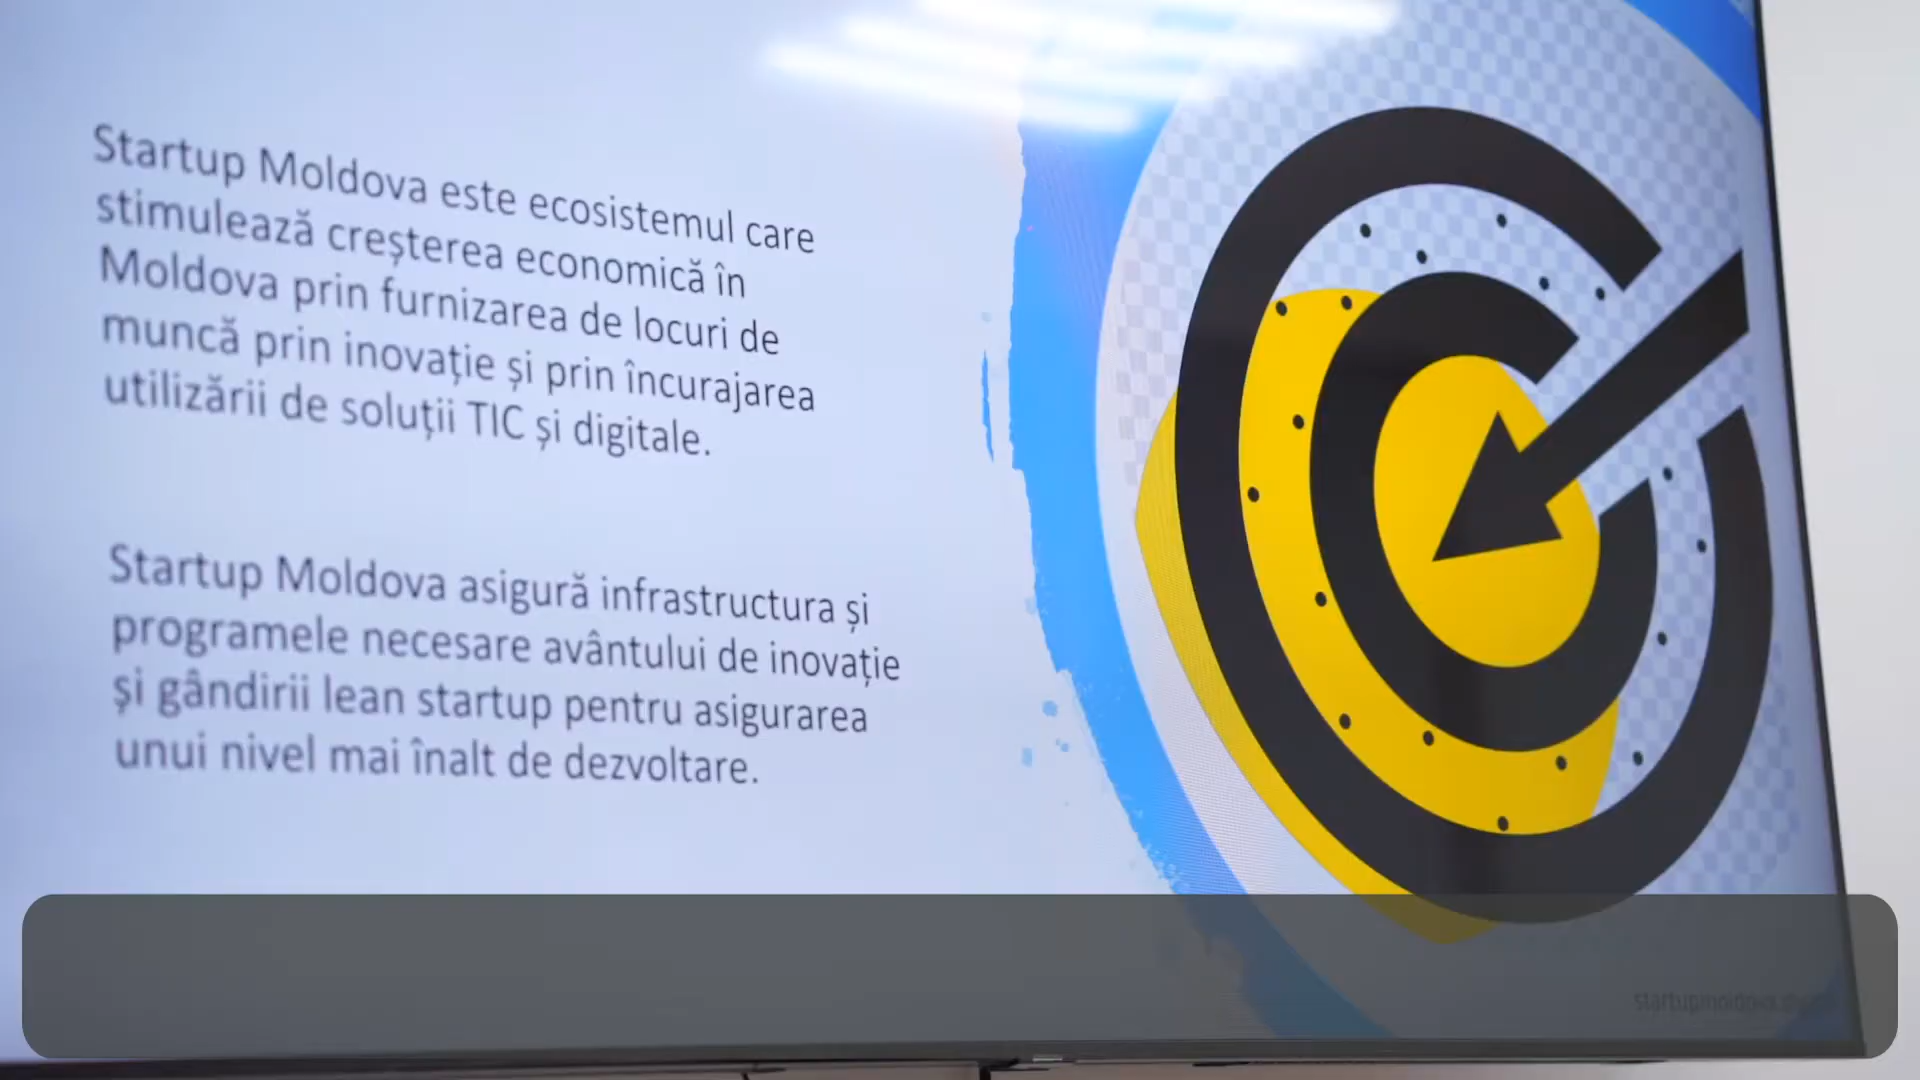 Startup Moldova este ecosistemul care
stimulează creșterea economică în
Moldova prin furnizarea de locuri de
muncă prin inovație și prin încurajarea
utilizării de soluții TIC și digitale.
Startup Moldova asigură infrastructura și
programele necesare avântului de inovație
și gândirii lean startup pentru asigurarea
unui nivel mai înalt de dezvoltare.